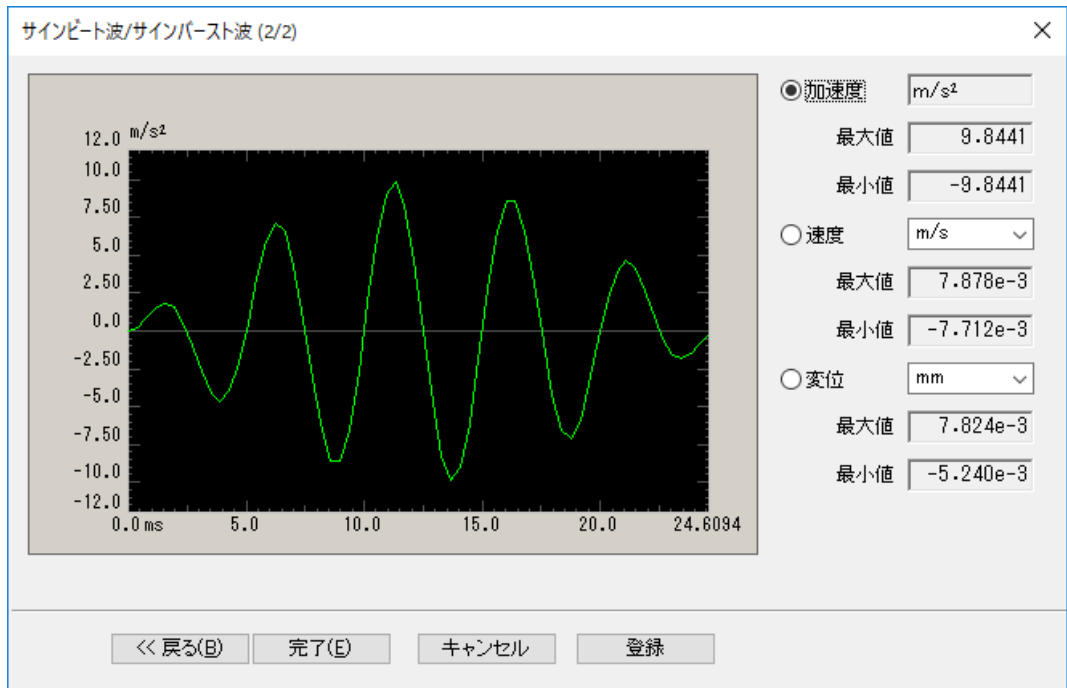 サインビート波/サインバースト波 (2/2)
12.0 m/s²
10.0
7.50
5.0
2.50
0.0
-2.50
-5.0
-7.50
-10.0
-12.0
0.0 ms 5.0 10.0 15.0 20.0 24.6094
加速度 m/s²
最大値 9.8441
最小値 -9.8441
速度 m/s
最大値 7.878e-3
最小値 -7.712e-3
変位 mm
最大値 7.824e-3
最小値 -5.240e-3
<< 戻る(B) 完了(E) キャンセル 登録